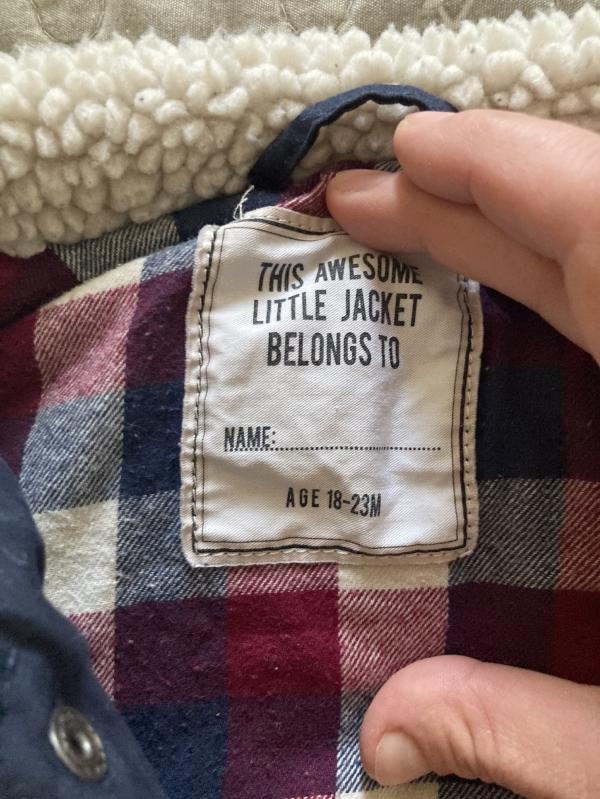 THIS AWESOME
LITTLE JACKET
BELONGS TO
NAME:
AGE 18-23M